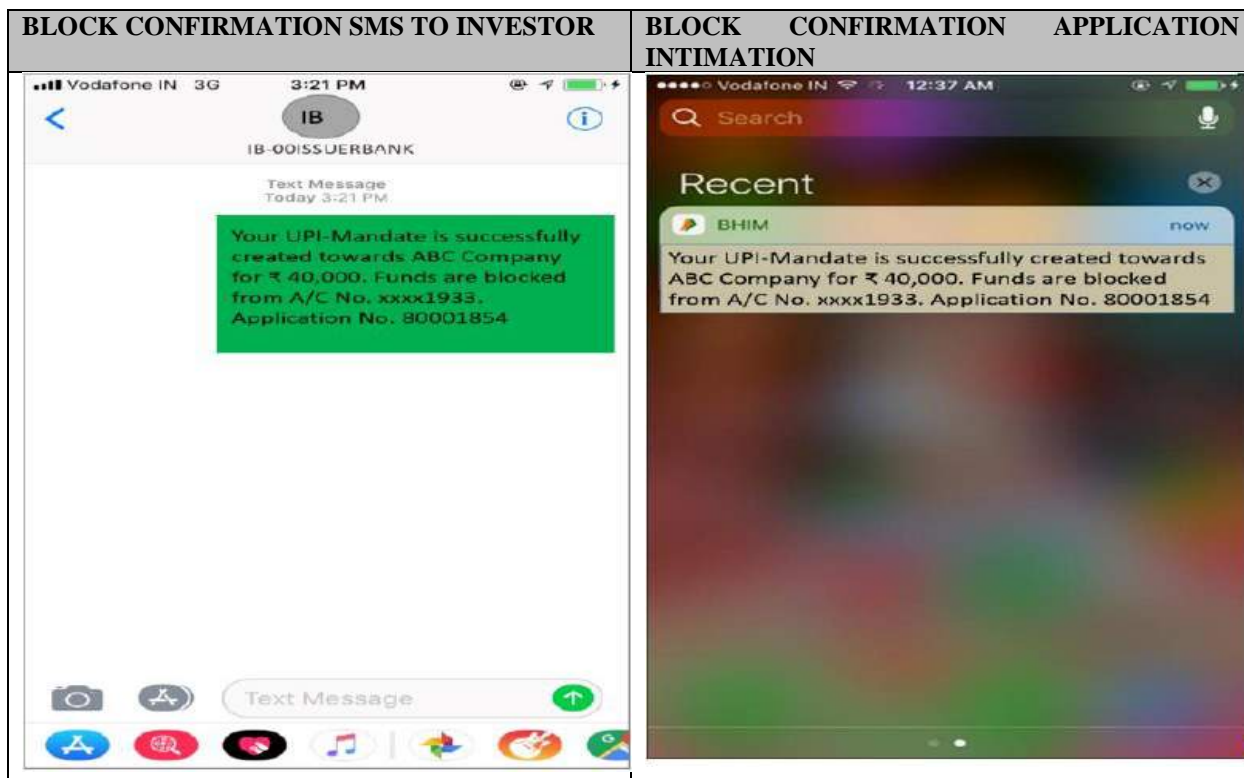 BLOCK CONFIRMATION SMS TO INVESTOR
BLOCK CONFIRMATION APPLICATION
INTIMATION
Vodafone IN 3G 3:21 PM
IB
IB-00ISSUERBANK
Text Message
Today 3:21 PM
Your UPI-Mandate is successfully
created towards ABC Company
for ₹ 40,000. Funds are blocked
from A/C No. xxxx1933.
Application No. 80001854
Text Message
Vodafone IN 12:37 AM
Search
Recent
BHIM now
Your UPI-Mandate is successfully created towards
ABC Company for ₹ 40,000. Funds are blocked
from A/C No. xxxx1933. Application No. 80001854